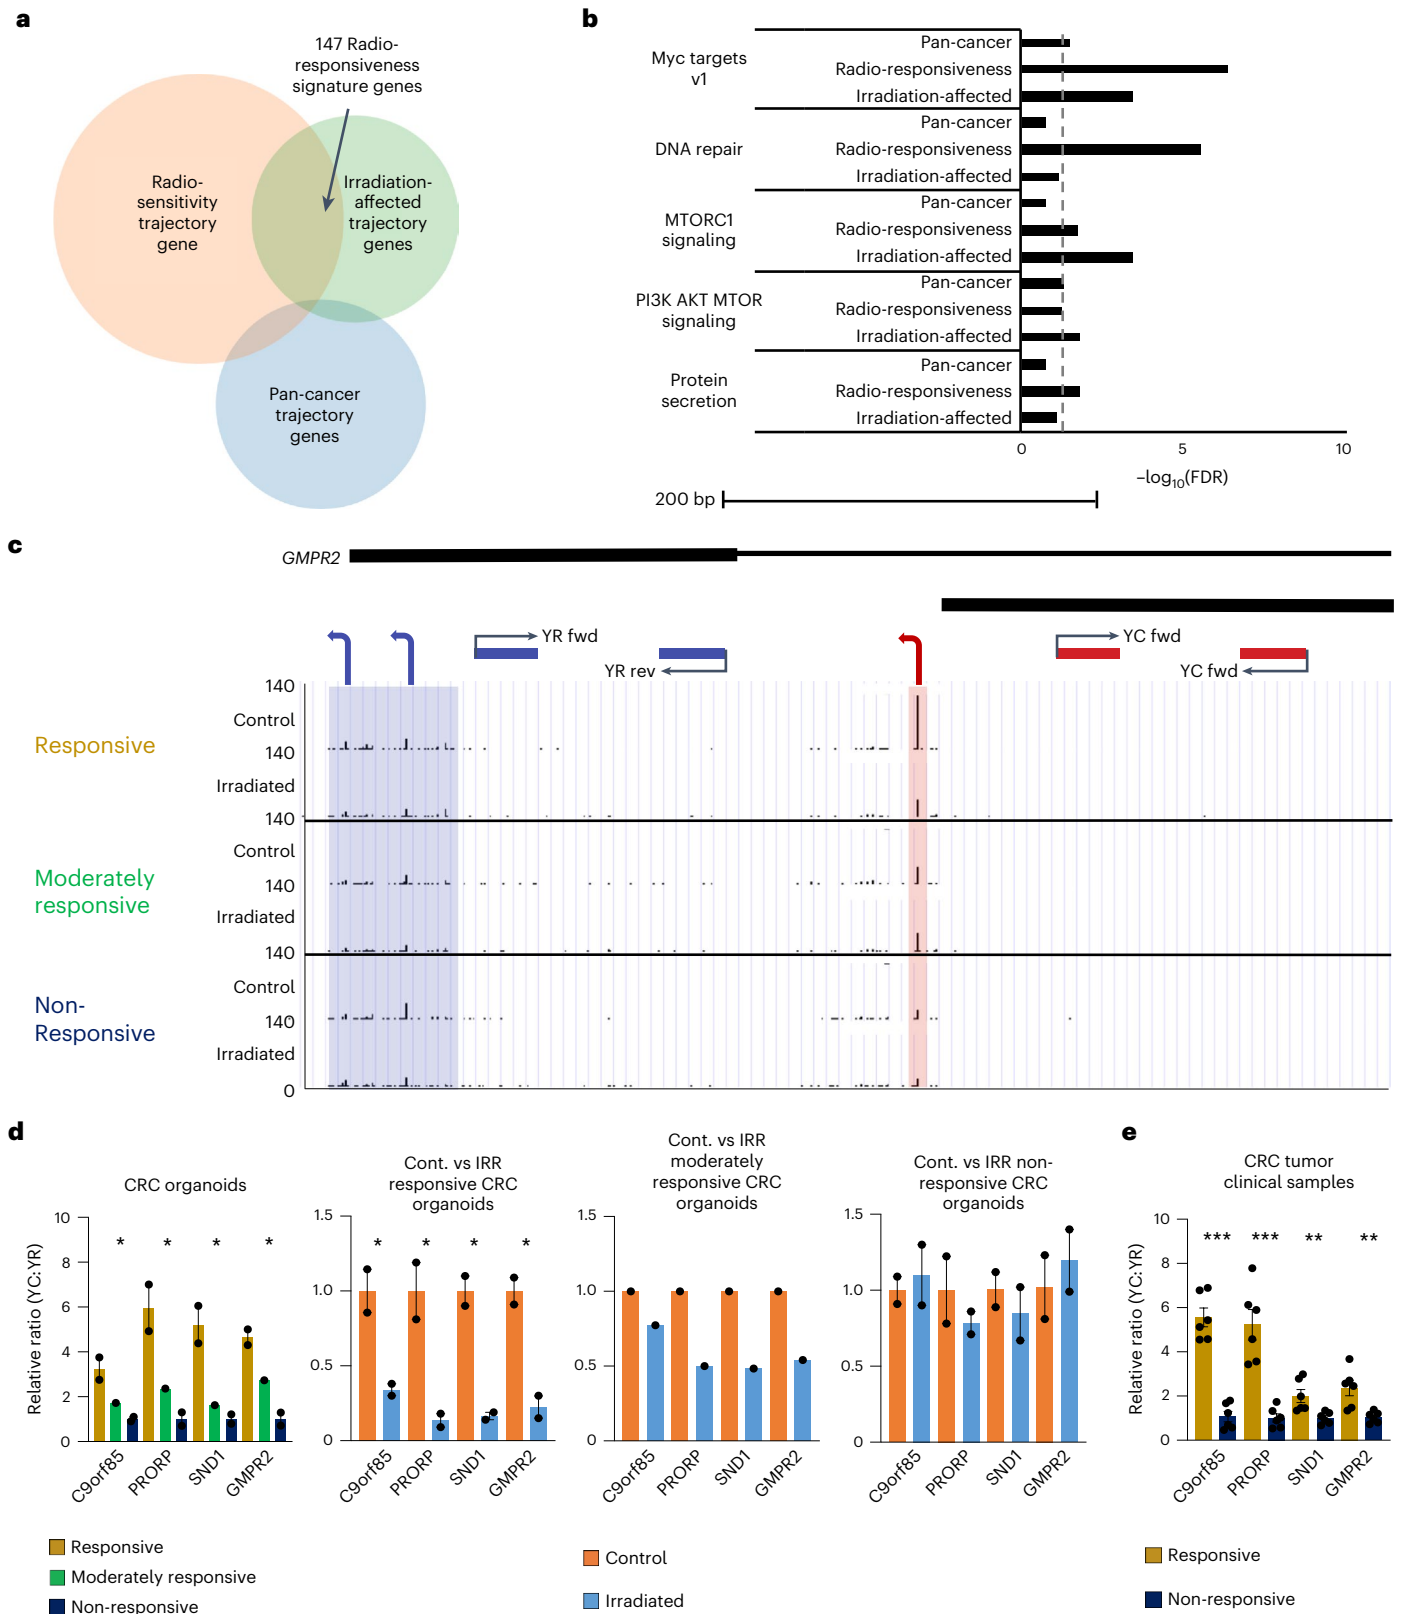 a
147 Radio-
responsiveness
signature genes
Radio-
sensitivity
trajectory
gene
Irradiation-
affected
trajectory
genes
Pan-cancer
trajectory
genes
b
Myc targets
v1
Pan-cancer
Radio-responsiveness
Irradiation-affected
DNA repair
Pan-cancer
Radio-responsiveness
Irradiation-affected
MTORC1
signaling
Pan-cancer
Radio-responsiveness
Irradiation-affected
PI3K AKT MTOR
signaling
Pan-cancer
Radio-responsiveness
Irradiation-affected
Protein
secretion
Pan-cancer
Radio-responsiveness
Irradiation-affected
0 5 10
–log10(FDR)
200 bp
c
GMPR2
YR fwd
YR rev
YC fwd
YC fwd
Responsive
140
Control
140
Irradiated
140
Moderately
responsive
Control
140
Irradiated
140
Non-
Responsive
Control
140
Irradiated
0
d
CRC organoids
Relative ratio (YC:YR)
10
8
6
4
2
0
* * * *
C9orf85 PRORP SND1 GMPR2
Cont. vs IRR
responsive CRC
organoids
1.5
1.0
0.5
0
* * * *
C9orf85 PRORP SND1 GMPR2
Cont. vs IRR
moderately
responsive CRC
organoids
1.5
1.0
0.5
0
C9orf85 PRORP SND1 GMPR2
Cont. vs IRR non-
responsive CRC
organoids
1.5
1.0
0.5
0
C9orf85 PRORP SND1 GMPR2
Responsive
Moderately responsive
Non-responsive
Control
Irradiated
e
CRC tumor
clinical samples
Relative ratio (YC:YR)
10
8
6
4
2
0
*** *** ** **
C9orf85 PRORP SND1 GMPR2
Responsive
Non-responsive